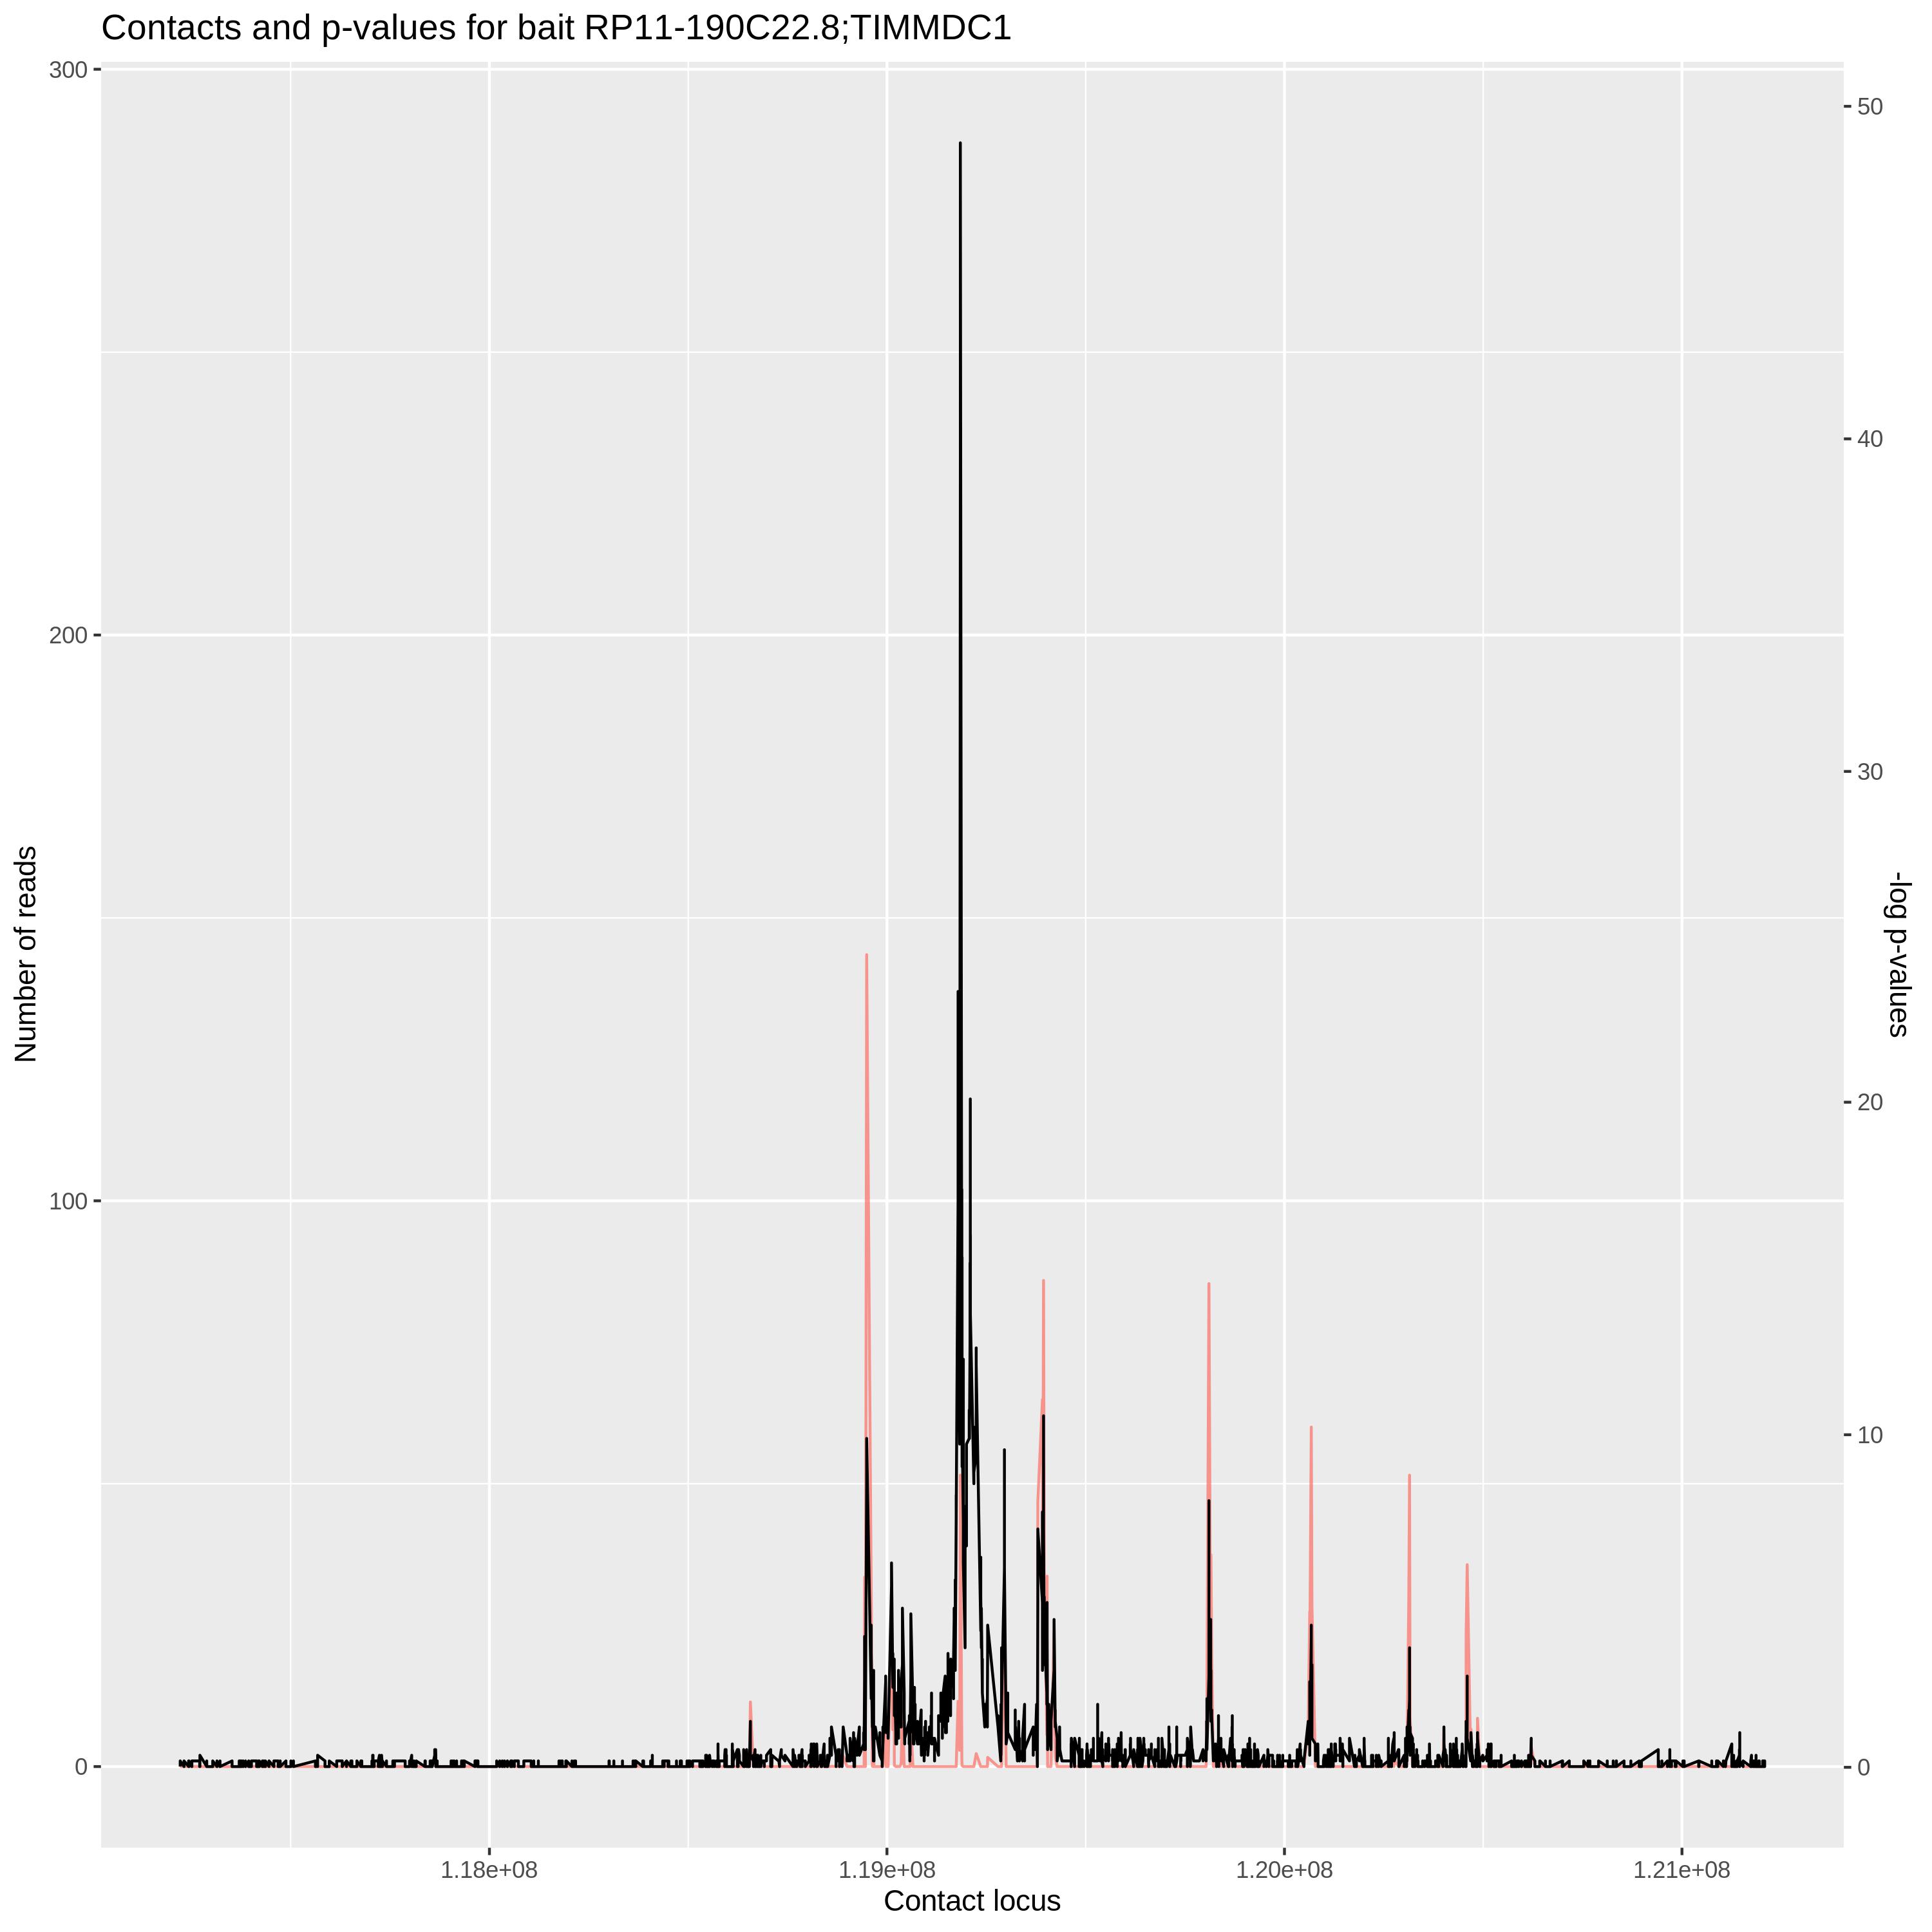 Contacts and p-values for bait RP11-190C22.8;TIMMDC1
300
200
100
0
Number of reads
50
40
30
20
10
0
-log p-values
1.18e+08
1.19e+08
1.20e+08
1.21e+08
Contact locus